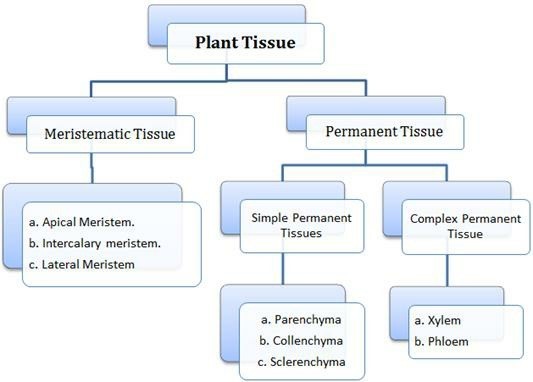 Plant Tissue
Meristematic Tissue
Permanent Tissue
a. Apical Meristem.
b. Intercalary meristem.
c. Lateral Meristem
Simple Permanent
Tissues
Complex Permanent
Tissue
a. Parenchyma
b. Collenchyma
c. Sclerenchyma
a. Xylem
b. Phloem